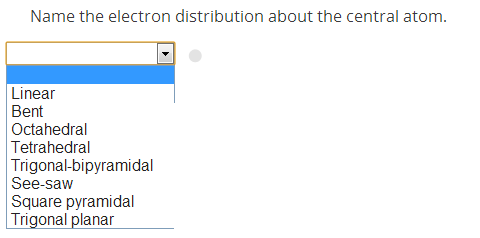 Name the electron distribution about the central atom.
Linear
Bent
Octahedral
Tetrahedral
Trigonal-bipyramidal
See-saw
Square pyramidal
Trigonal planar